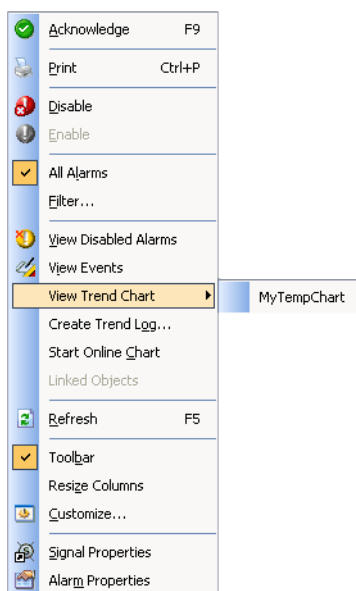 Acknowledge F9
Print Ctrl+P
Disable
Enable
All Alarms
Filter...
View Disabled Alarms
View Events
View Trend Chart MyTempChart
Create Trend Log...
Start Online Chart
Linked Objects
Refresh F5
Toolbar
Resize Columns
Customize...
Signal Properties
Alarm Properties